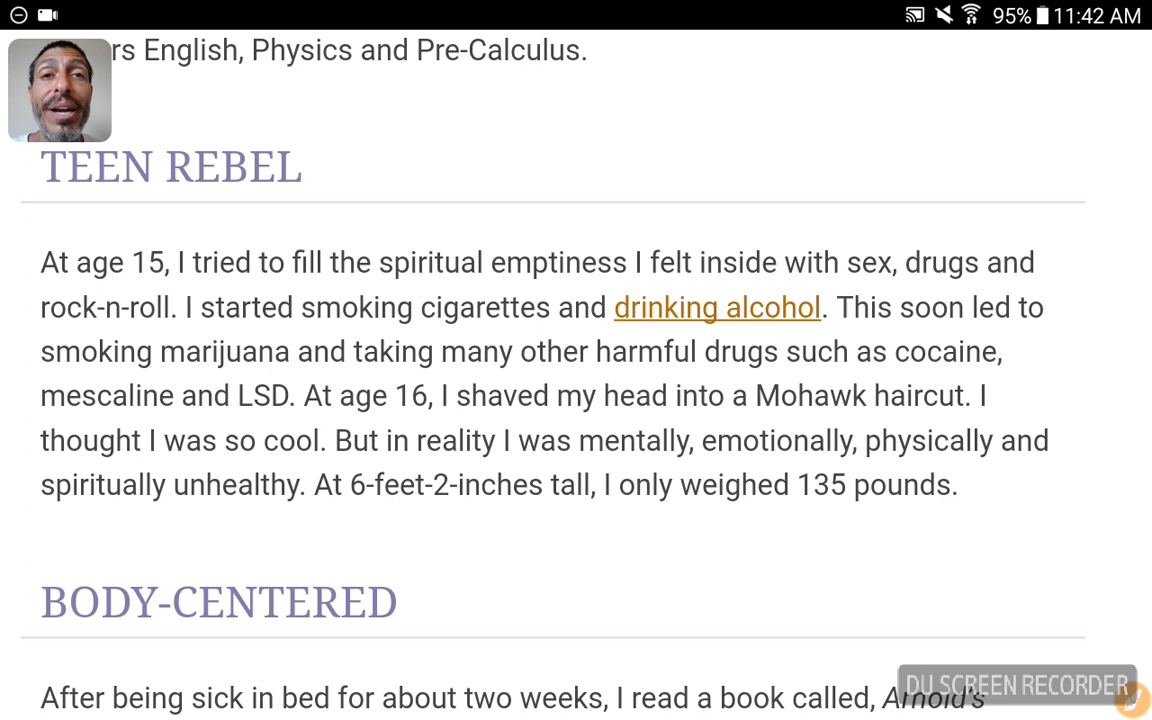 95% 11:42 AM
rs English, Physics and Pre-Calculus.
TEEN REBEL
At age 15, I tried to fill the spiritual emptiness I felt inside with sex, drugs and
rock-n-roll. I started smoking cigarettes and drinking alcohol. This soon led to
smoking marijuana and taking many other harmful drugs such as cocaine,
mescaline and LSD. At age 16, I shaved my head into a Mohawk haircut. I
thought I was so cool. But in reality I was mentally, emotionally, physically and
spiritually unhealthy. At 6-feet-2-inches tall, I only weighed 135 pounds.
BODY-CENTERED
After being sick in bed for about two weeks, I read a book called, Arnold's
DU SCREEN RECORDER